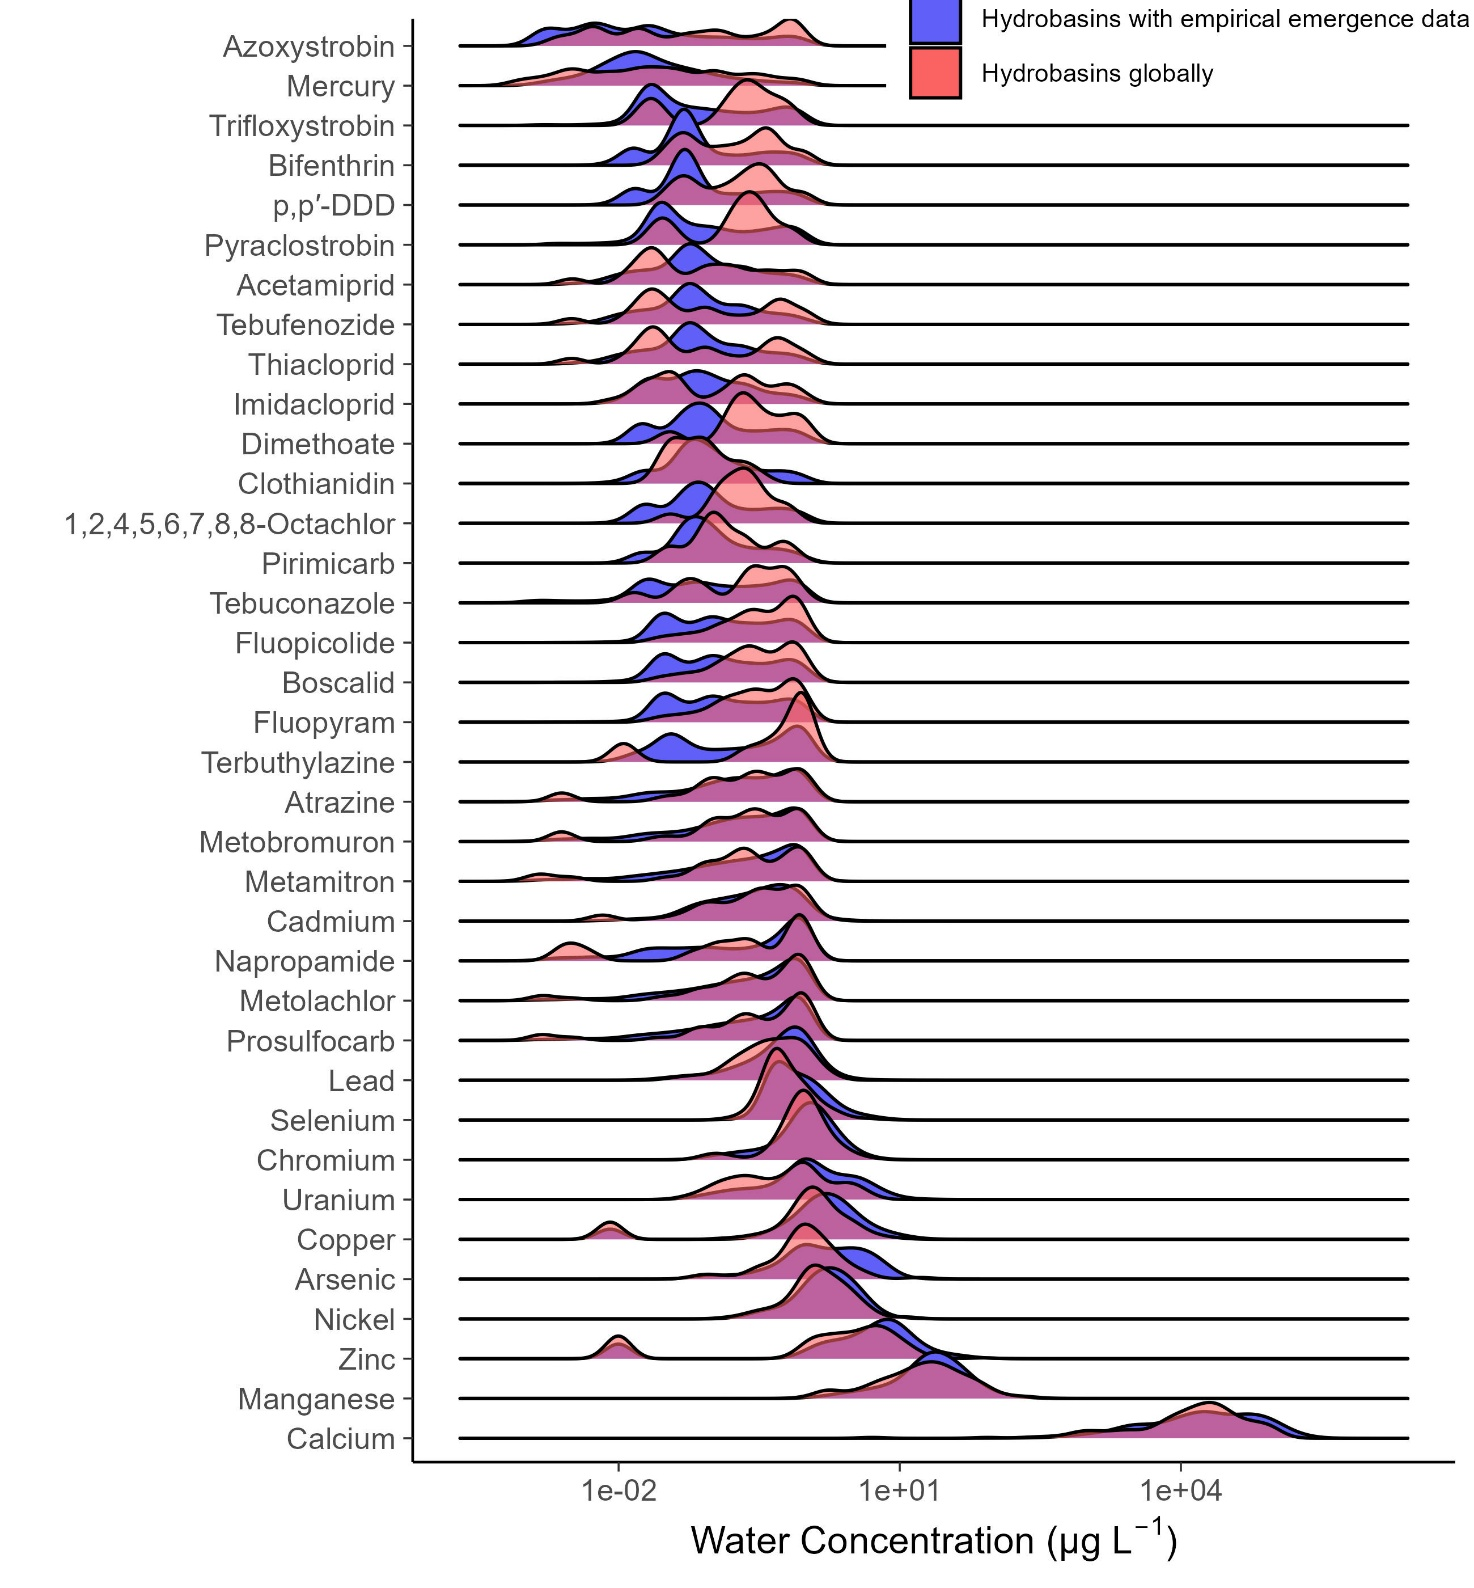 Hydrobasins with empirical emergence data
Hydrobasins globally
Azoxystrobin
Mercury
Trifloxystrobin
Bifenthrin
p,p′-DDD
Pyraclostrobin
Acetamiprid
Tebufenozide
Thiacloprid
Imidacloprid
Dimethoate
Clothianidin
1,2,4,5,6,7,8,8-Octachlor
Pirimicarb
Tebuconazole
Fluopicolide
Boscalid
Fluopyram
Terbuthylazine
Atrazine
Metobromuron
Metamitron
Cadmium
Napropamide
Metolachlor
Prosulfocarb
Lead
Selenium
Chromium
Uranium
Copper
Arsenic
Nickel
Zinc
Manganese
Calcium
1e-02 1e+01 1e+04
Water Concentration (μg L⁻¹)